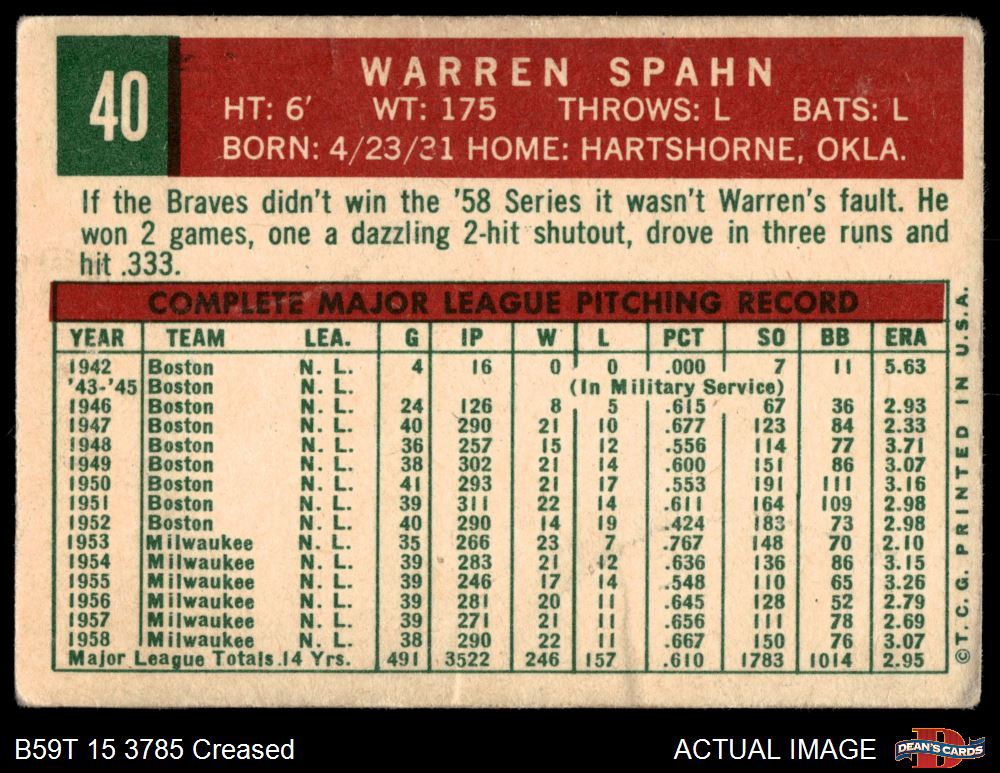 40
WARREN SPAHN
HT: 6' WT: 175 THROWS: L BATS: L
BORN: 4/23/31 HOME: HARTSHORNE, OKLA.
If the Braves didn't win the '58 Series it wasn't Warren's fault. He
won 2 games, one a dazzling 2-hit shutout, drove in three runs and
hit .333.
COMPLETE MAJOR LEAGUE PITCHING RECORD
YEAR TEAM LEA. G IP W L PCT SO BB ERA
1942 Boston N. L. 4 16 0 0 .000 7 11 5.63
'43-'45 Boston N. L. (In Military Service)
1946 Boston N. L. 24 126 8 5 .615 67 36 2.93
1947 Boston N. L. 40 290 21 10 .677 123 84 2.33
1948 Boston N. L. 36 257 15 12 .556 114 77 3.71
1949 Boston N. L. 38 302 21 14 .600 151 86 3.07
1950 Boston N. L. 41 293 21 17 .553 191 111 3.16
1951 Boston N. L. 39 311 22 14 .611 164 109 2.98
1952 Boston N. L. 40 290 14 19 .424 183 73 2.98
1953 Milwaukee N. L. 35 266 23 7 .767 148 70 2.10
1954 Milwaukee N. L. 39 283 21 12 .636 136 86 3.15
1955 Milwaukee N. L. 39 246 17 14 .548 110 65 3.26
1956 Milwaukee N. L. 39 281 20 11 .645 128 52 2.79
1957 Milwaukee N. L. 39 271 21 11 .656 111 78 2.69
1958 Milwaukee N. L. 38 290 22 11 .667 150 76 3.07
Major League Totals 14 Yrs. 491 3522 246 157 .610 1783 1014 2.95
©T.C.G. PRINTED IN U.S.A.
B59T 15 3785 Creased
ACTUAL IMAGE
DEAN'S CARDS